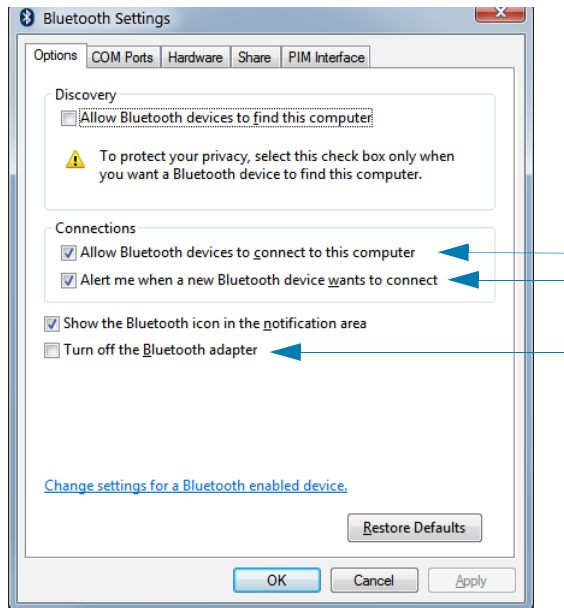 Bluetooth Settings
Options COM Ports Hardware Share PIM Interface
Discovery
Allow Bluetooth devices to find this computer
To protect your privacy, select this check box only when
you want a Bluetooth device to find this computer.
Connections
Allow Bluetooth devices to connect to this computer
Alert me when a new Bluetooth device wants to connect
Show the Bluetooth icon in the notification area
Turn off the Bluetooth adapter
Change settings for a Bluetooth enabled device.
Restore Defaults
OK Cancel Apply